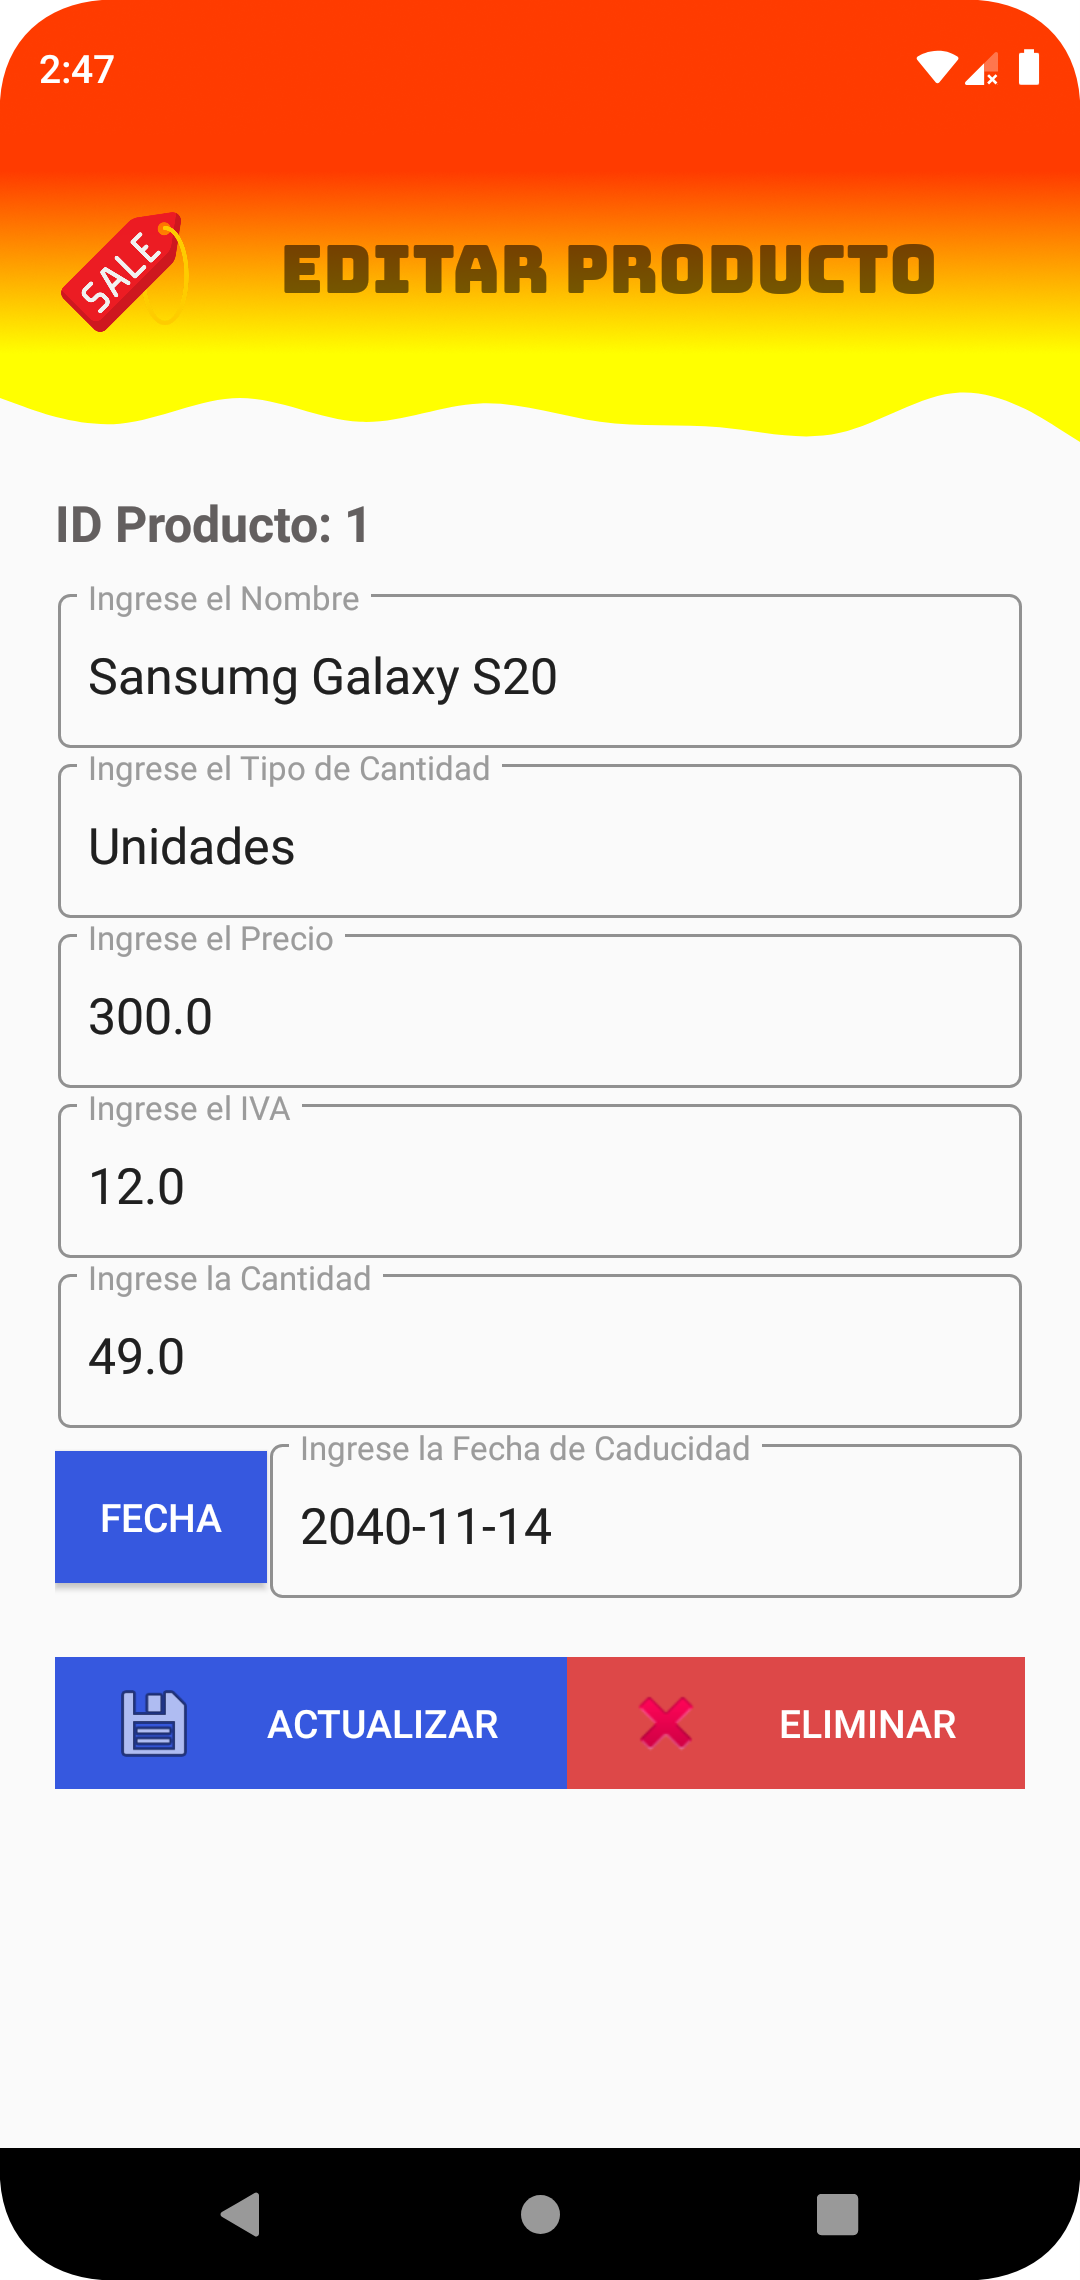 2:47
SALE
EDITAR PRODUCTO
ID Producto: 1
Ingrese el Nombre
Sansumg Galaxy S20
Ingrese el Tipo de Cantidad
Unidades
Ingrese el Precio
300.0
Ingrese el IVA
12.0
Ingrese la Cantidad
49.0
Ingrese la Fecha de Caducidad
FECHA
2040-11-14
ACTUALIZAR
ELIMINAR